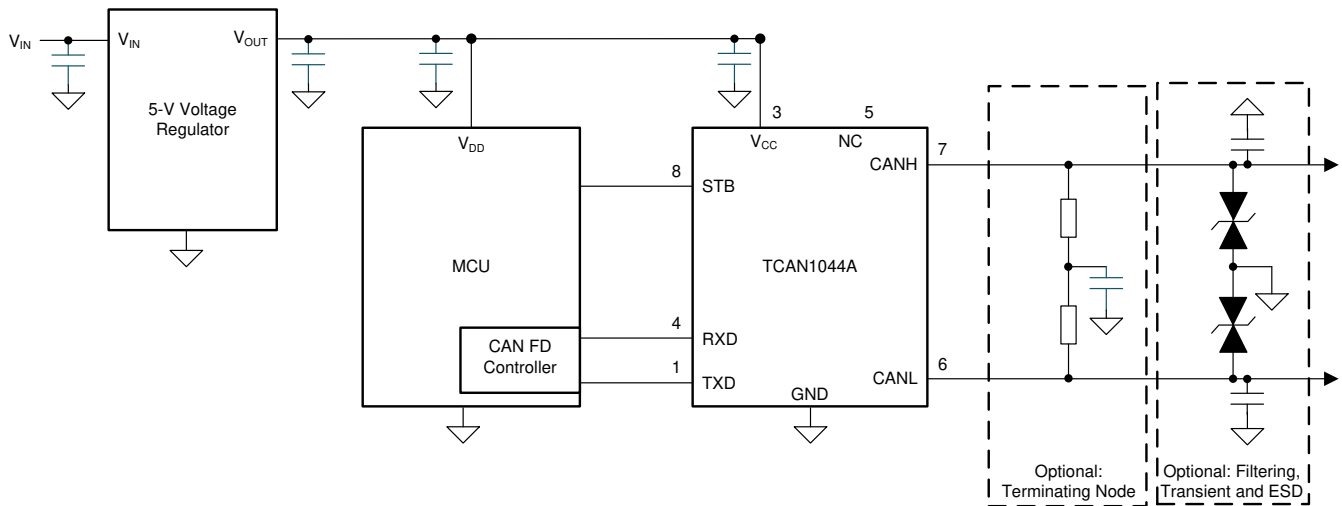 VIN
VIN
VOUT
5-V Voltage
Regulator
VDD
MCU
CAN FD
Controller
8
4
1
3
5
VCC
NC
STB
TCAN1044A
RXD
TXD
GND
CANH
7
CANL
6
Optional:
Terminating Node
Optional: Filtering,
Transient and ESD